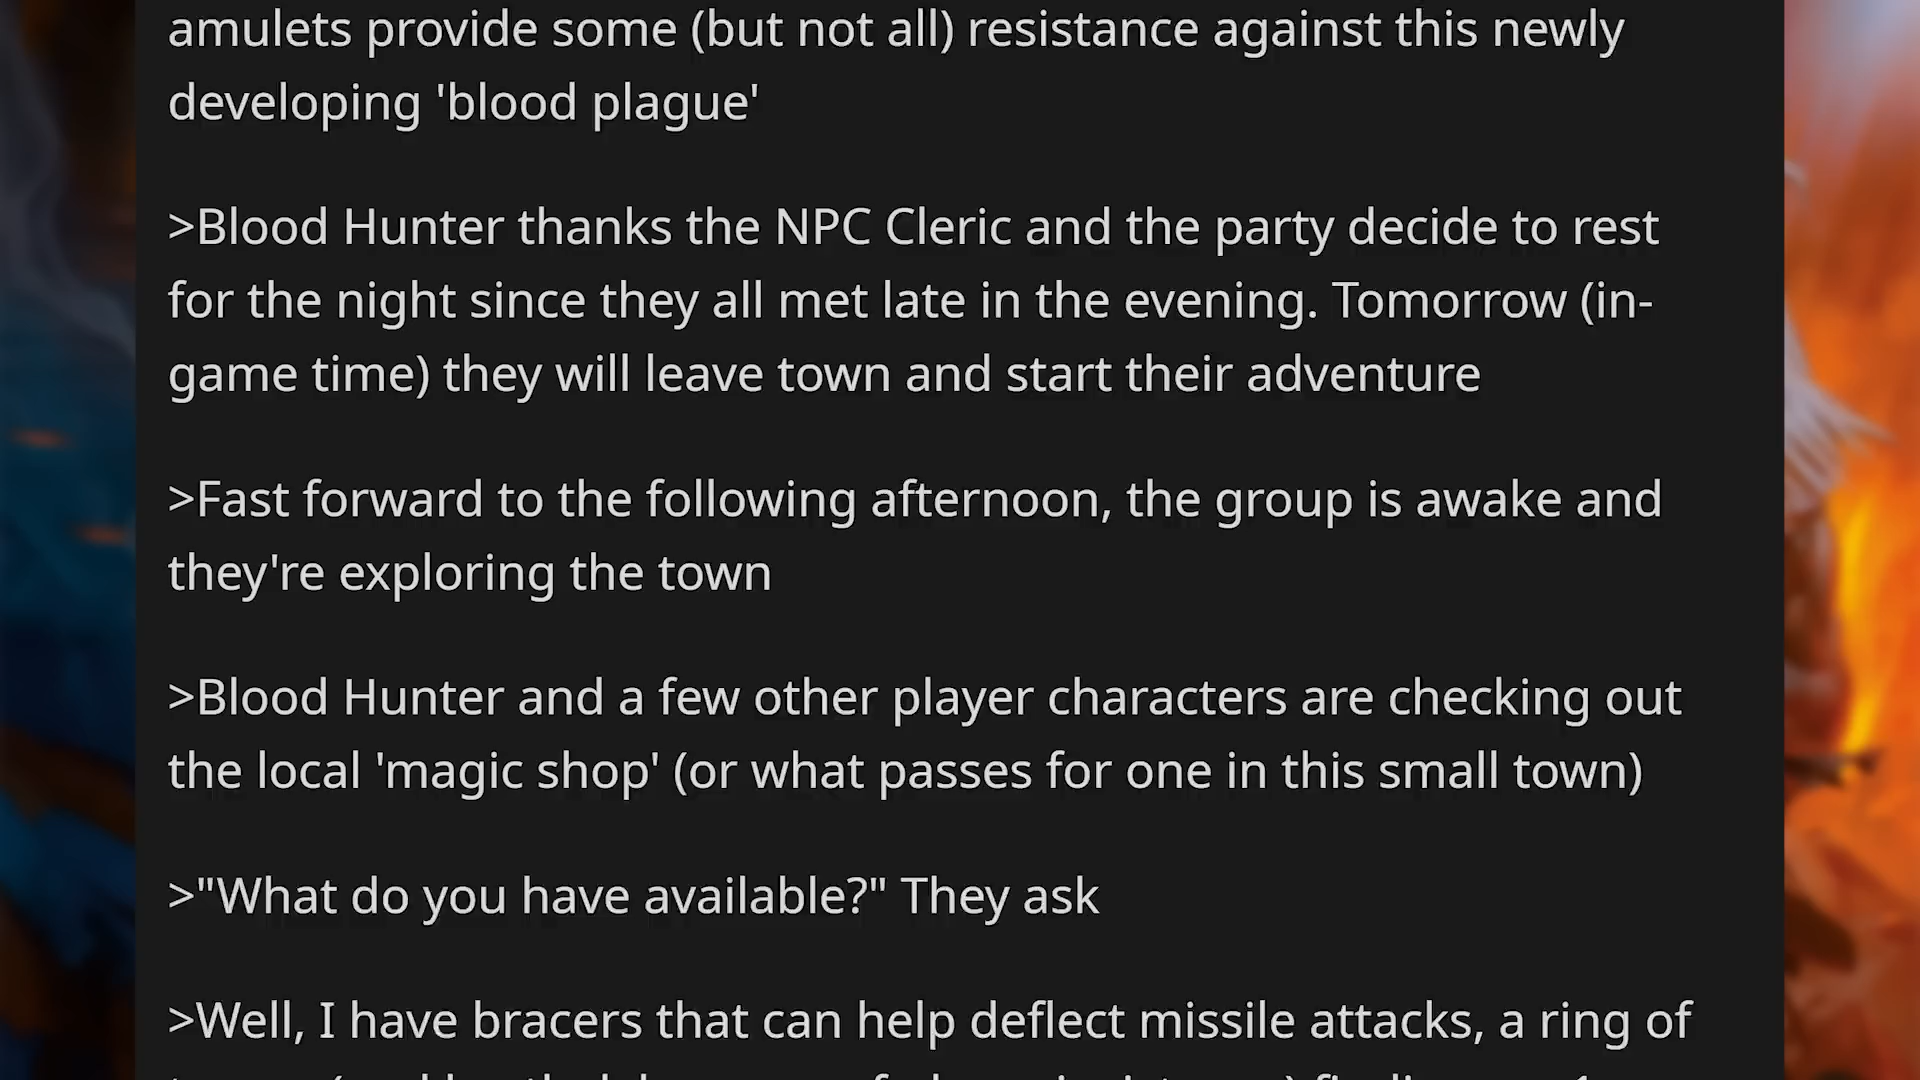 amulets provide some (but not all) resistance against this newly
developing 'blood plague'
>Blood Hunter thanks the NPC Cleric and the party decide to rest
for the night since they all met late in the evening. Tomorrow (in-
game time) they will leave town and start their adventure
>Fast forward to the following afternoon, the group is awake and
they're exploring the town
>Blood Hunter and a few other player characters are checking out
the local 'magic shop' (or what passes for one in this small town)
>"What do you have available?" They ask
>Well, I have bracers that can help deflect missile attacks, a ring of